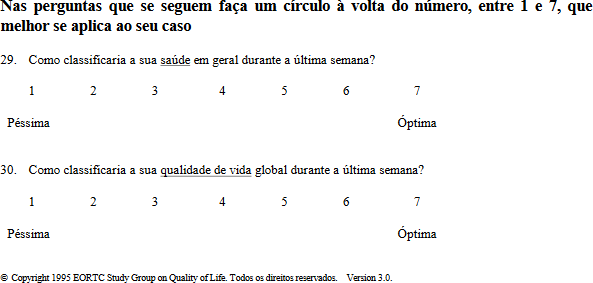 Nas perguntas que se seguem faça um círculo à volta do número, entre 1 e 7, que
melhor se aplica ao seu caso
29. Como classificaria a sua saúde em geral durante a última semana?
1 2 3 4 5 6 7
Péssima Óptima
30. Como classificaria a sua qualidade de vida global durante a última semana?
1 2 3 4 5 6 7
Péssima Óptima
© Copyright 1995 EORTC Study Group on Quality of Life. Todos os direitos reservados. Version 3.0.